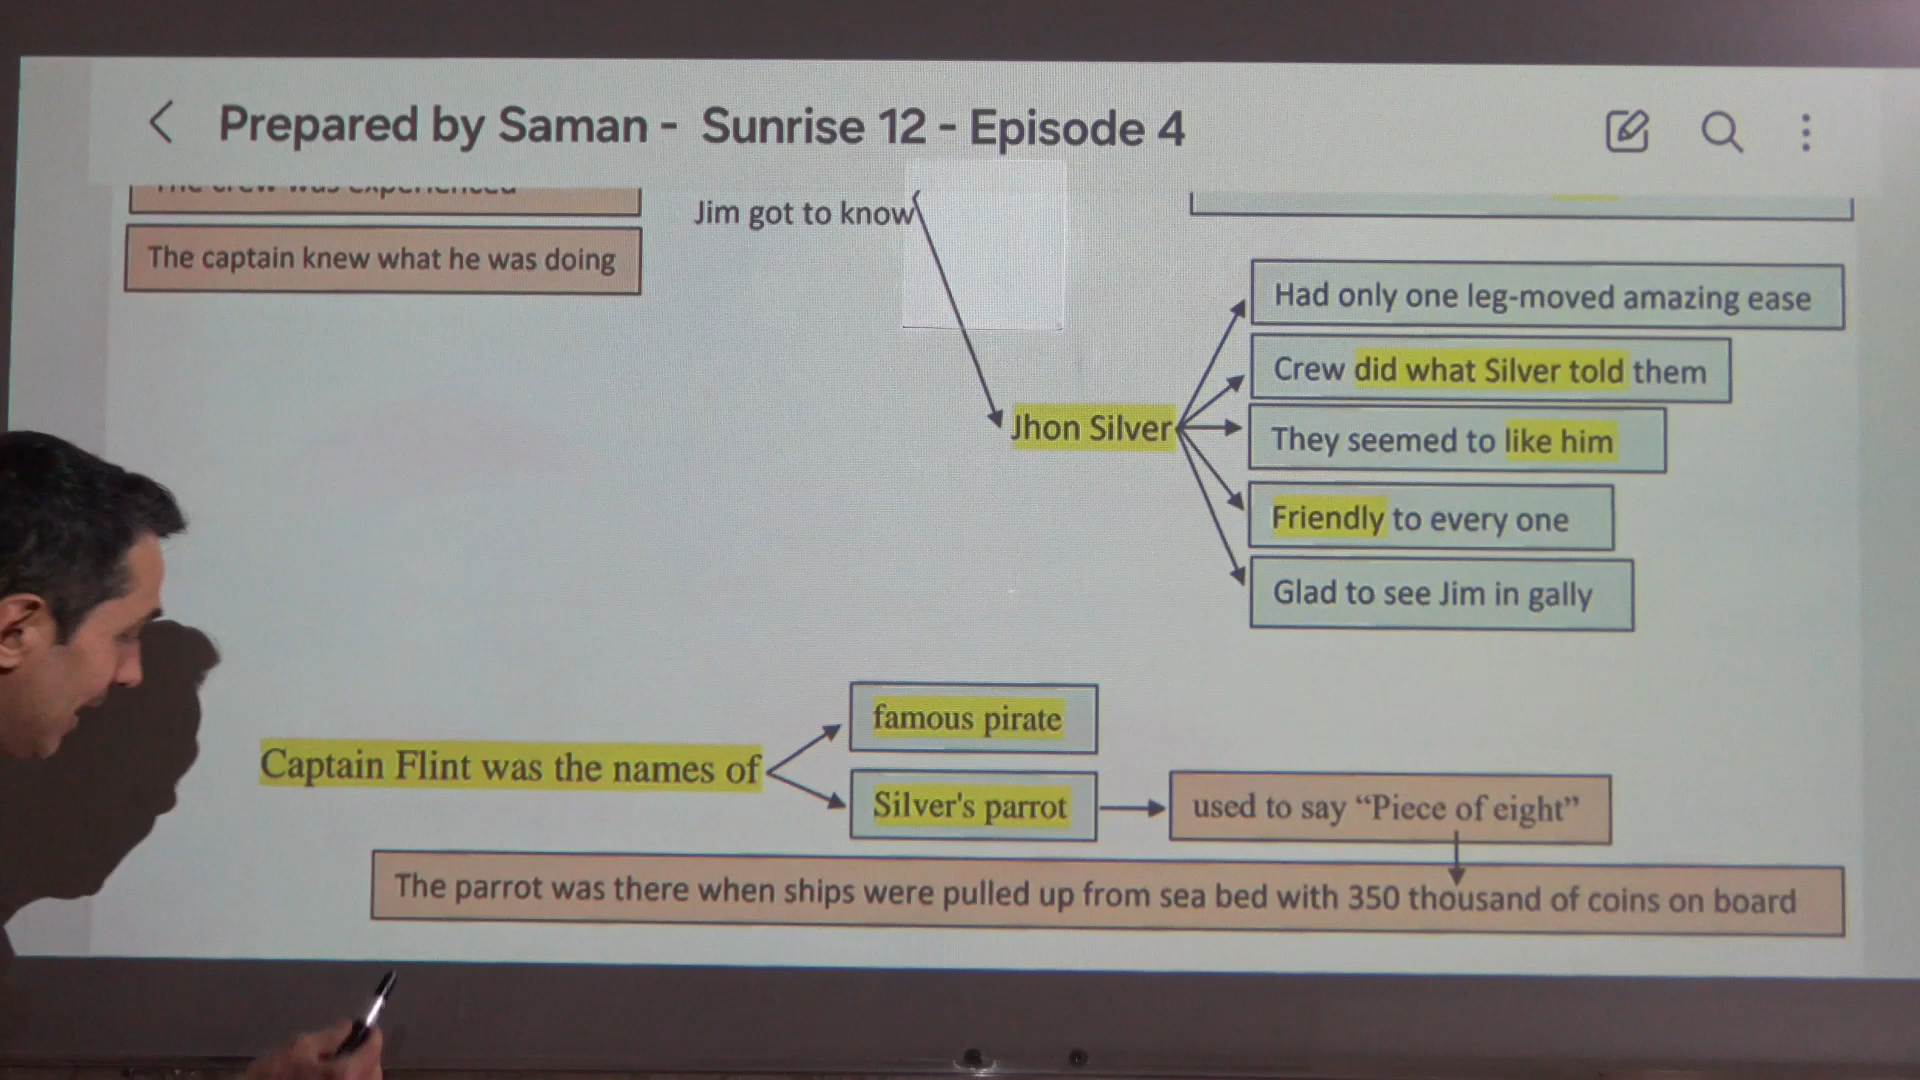 Prepared by Saman - Sunrise 12 - Episode 4
The crew was experienced
The captain knew what he was doing
Jim got to know
Jhon Silver
Had only one leg-moved amazing ease
Crew did what Silver told them
They seemed to like him
Friendly to every one
Glad to see Jim in gally
Captain Flint was the names of
famous pirate
Silver's parrot
used to say “Piece of eight”
The parrot was there when ships were pulled up from sea bed with 350 thousand of coins on board